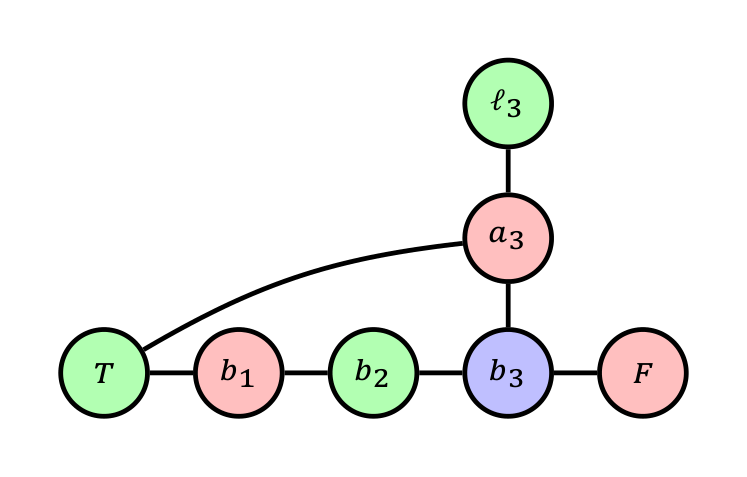 ℓ₃
a₃
T b₁ b₂ b₃ F